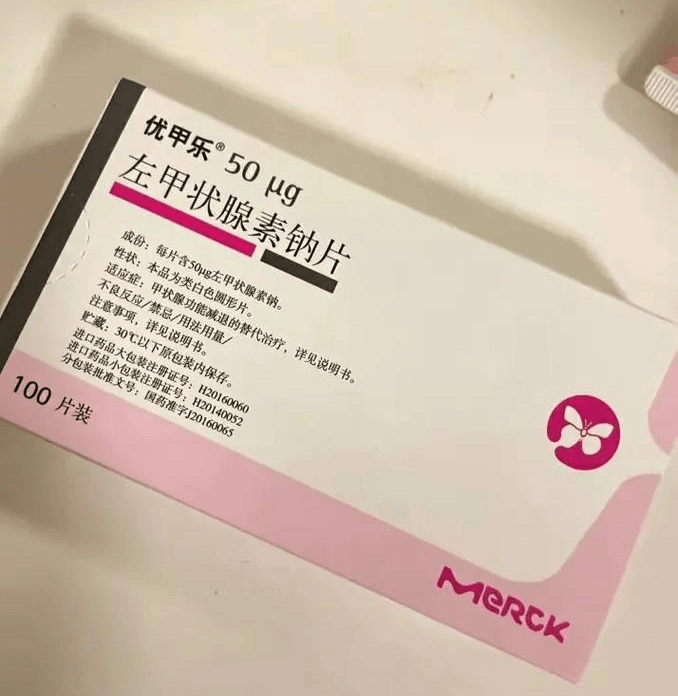 优甲乐® 50 μg
左甲状腺素钠片
成份：每片含50μg左甲状腺素钠。
性状：本品为类白色圆形片。
适应症：甲状腺功能减退的替代治疗，详见说明书。
不良反应/禁忌/用法用量/
注意事项，详见说明书。
贮藏：30℃以下原包装内保存。
进口药品大包装注册证号：H20160060
进口药品小包装注册证号：H20140052
分包装批准文号：国药准字J20160065
100 片装
MERCK